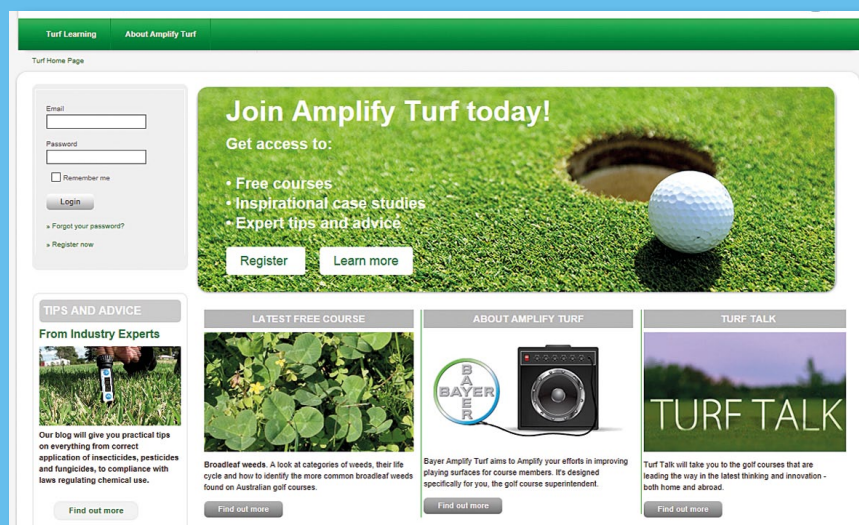 Turf Learning
About Amplify Turf
Turf Home Page
Email
Password
Remember me
Login
» Forgot your password?
» Register now
Join Amplify Turf today!
Get access to:
• Free courses
• Inspirational case studies
• Expert tips and advice
Register
Learn more
TIPS AND ADVICE
From Industry Experts
Our blog will give you practical tips
on everything from correct
application of insecticides, pesticides
and fungicides, to compliance with
laws regulating chemical use.
Find out more
LATEST FREE COURSE
Broadleaf weeds. A look at categories of weeds, their life
cycle and how to identify the more common broadleaf weeds
found on Australian golf courses.
Find out more
ABOUT AMPLIFY TURF
BAYER
BAYER
Bayer Amplify Turf aims to Amplify your efforts in improving
playing surfaces for course members. It's designed
specifically for you, the golf course superintendent.
Find out more
TURF TALK
TURF TALK
Turf Talk will take you to the golf courses that are
leading the way in the latest thinking and innovation -
both home and abroad.
Find out more